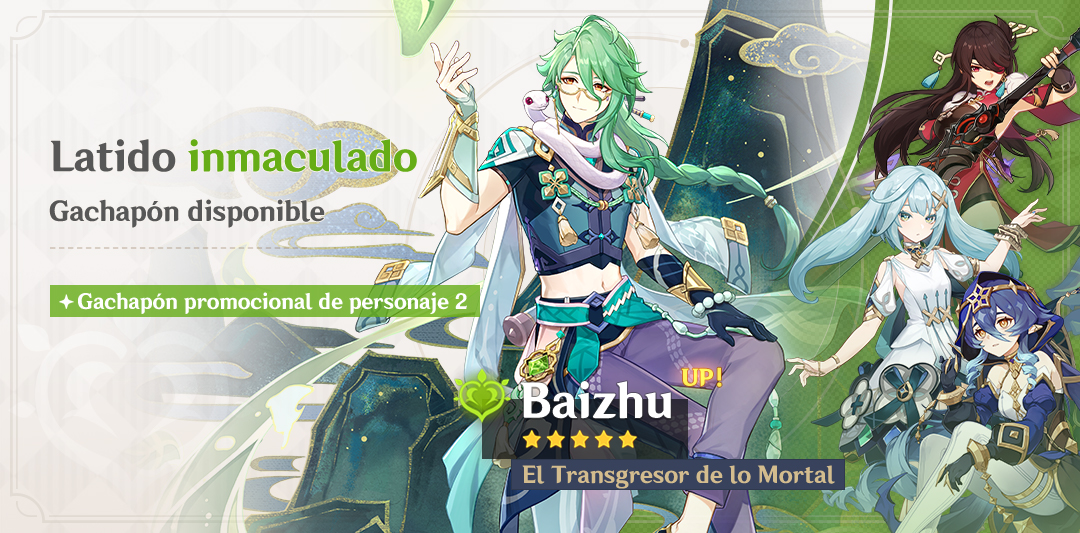 Latido inmaculado
Gachapón disponible
Gachapón promocional de personaje 2
UP!
Baizhu
El Transgresor de lo Mortal